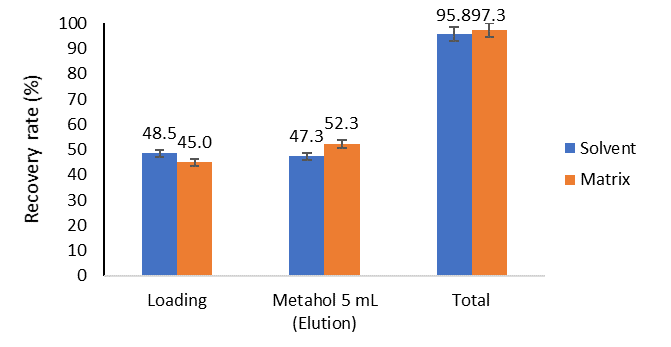 Recovery rate (%)
100
90
80
70
60
50
40
30
20
10
0
48.5
45.0
47.3
52.3
95.8
97.3
Loading
Metahol 5 mL
(Elution)
Total
Solvent
Matrix